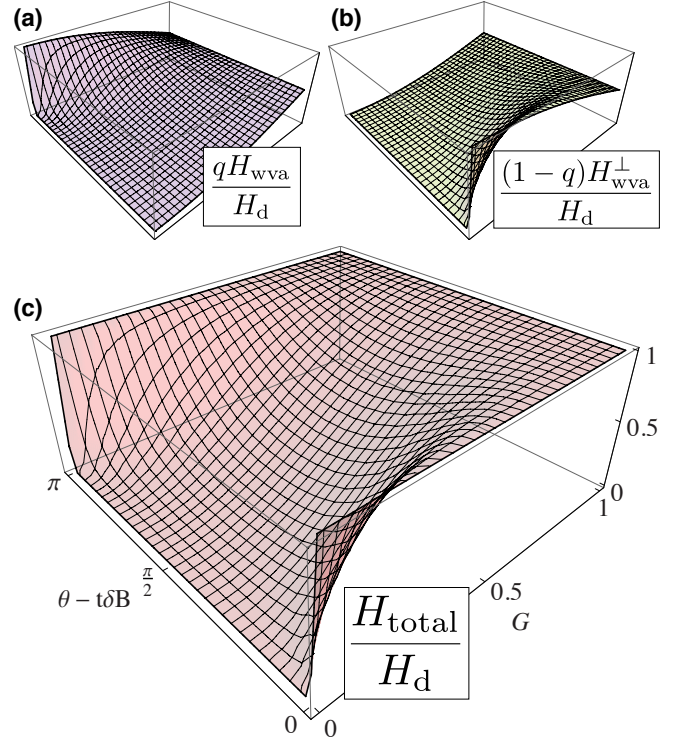 (a)
(b)
qH_wva
H_d
(1 − q)H^⊥_wva
H_d
(c)
1
0.5
0
1
π
π
2
θ − tδB
0.5
G
H_total
H_d
0
0